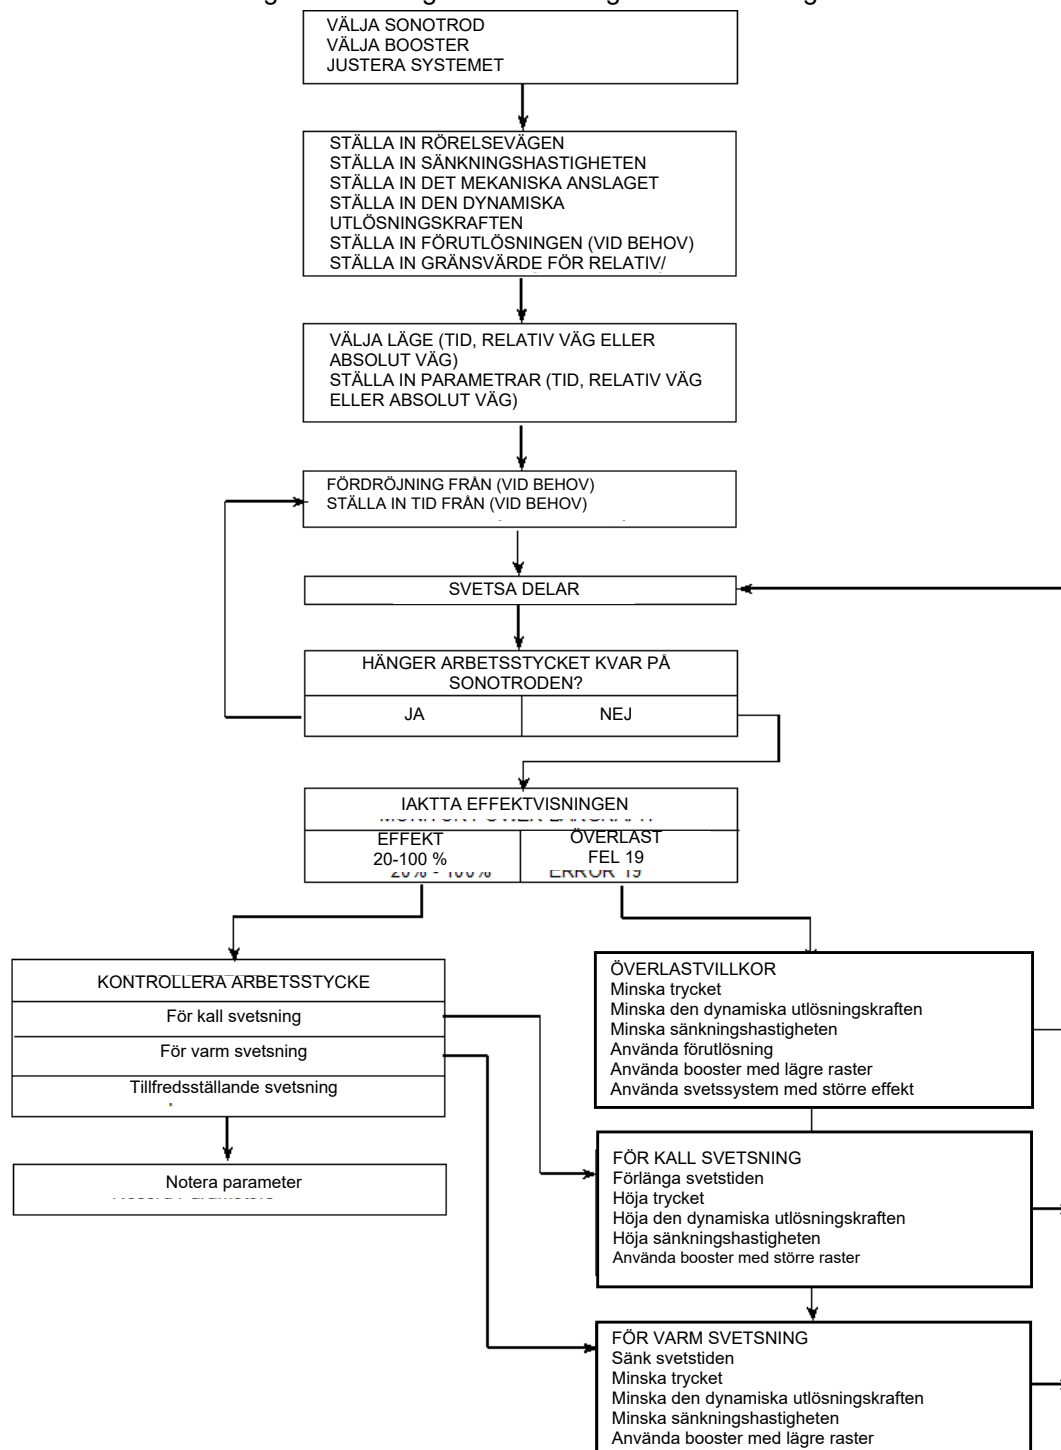 VÄLJA SONOTROD
VÄLJA BOOSTER
JUSTERA SYSTEMET
STÄLLA IN RÖRELSEVÄGEN
STÄLLA IN SÄNKNINGSHASTIGHETEN
STÄLLA IN DET MEKANISKA ANSLAGET
STÄLLA IN DEN DYNAMISKA
UTLÖSNINGSKRAFTEN
STÄLLA IN FÖRUTLÖSNINGEN (VID BEHOV)
STÄLLA IN GRÄNSVÄRDE FÖR RELATIV/
VÄLJA LÄGE (TID, RELATIV VÄG ELLER
ABSOLUT VÄG)
STÄLLA IN PARAMETRAR (TID, RELATIV VÄG
ELLER ABSOLUT VÄG)
FÖRDRÖJNING FRÅN (VID BEHOV)
STÄLLA IN TID FRÅN (VID BEHOV)
SVETSA DELAR
HÄNGER ARBETSSTYCKET KVAR PÅ
SONOTRODEN?
JA
NEJ
IAKTTA EFFEKTVISNINGEN
EFFEKT
20-100 %
ÖVERLAST
FEL 19
20% - 100%
ERROR 19
KONTROLLERA ARBETSSTYCKE
För kall svetsning
För varm svetsning
Tillfredsställande svetsning
Notera parameter
ÖVERLASTVILLKOR
Minska trycket
Minska den dynamiska utlösningskraften
Minska sänkningshastigheten
Använda förutlösning
Använda booster med lägre raster
Använda svetssystem med större effekt
FÖR KALL SVETSNING
Förlänga svetstiden
Höja trycket
Höja den dynamiska utlösningskraften
Höja sänkningshastigheten
Använda booster med större raster
FÖR VARM SVETSNING
Sänk svetstiden
Minska trycket
Minska den dynamiska utlösningskraften
Minska sänkningshastigheten
Använda booster med lägre raster